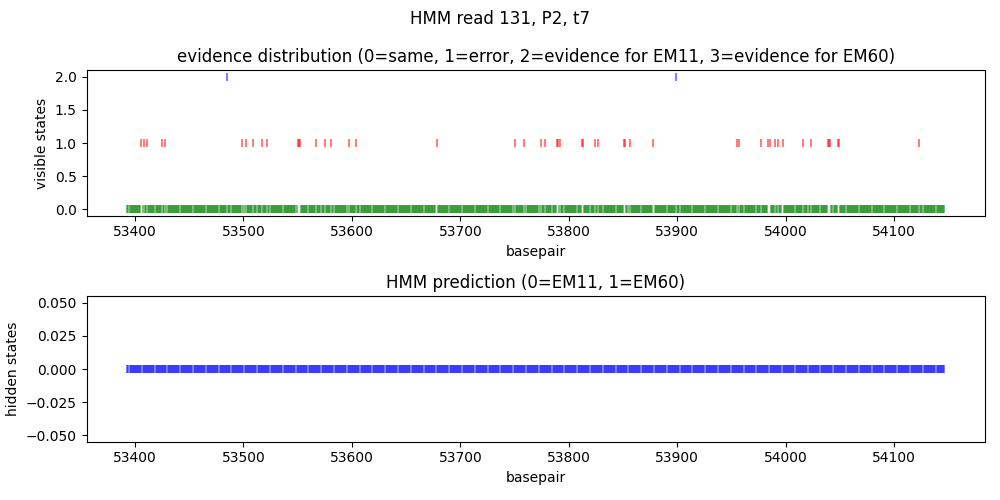 HMM read 131, P2, t7
evidence distribution (0=same, 1=error, 2=evidence for EM11, 3=evidence for EM60)
visible states
2.0
1.5
1.0
0.5
0.0
53400 53500 53600 53700 53800 53900 54000 54100
basepair
HMM prediction (0=EM11, 1=EM60)
hidden states
0.050
0.025
0.000
−0.025
−0.050
53400 53500 53600 53700 53800 53900 54000 54100
basepair